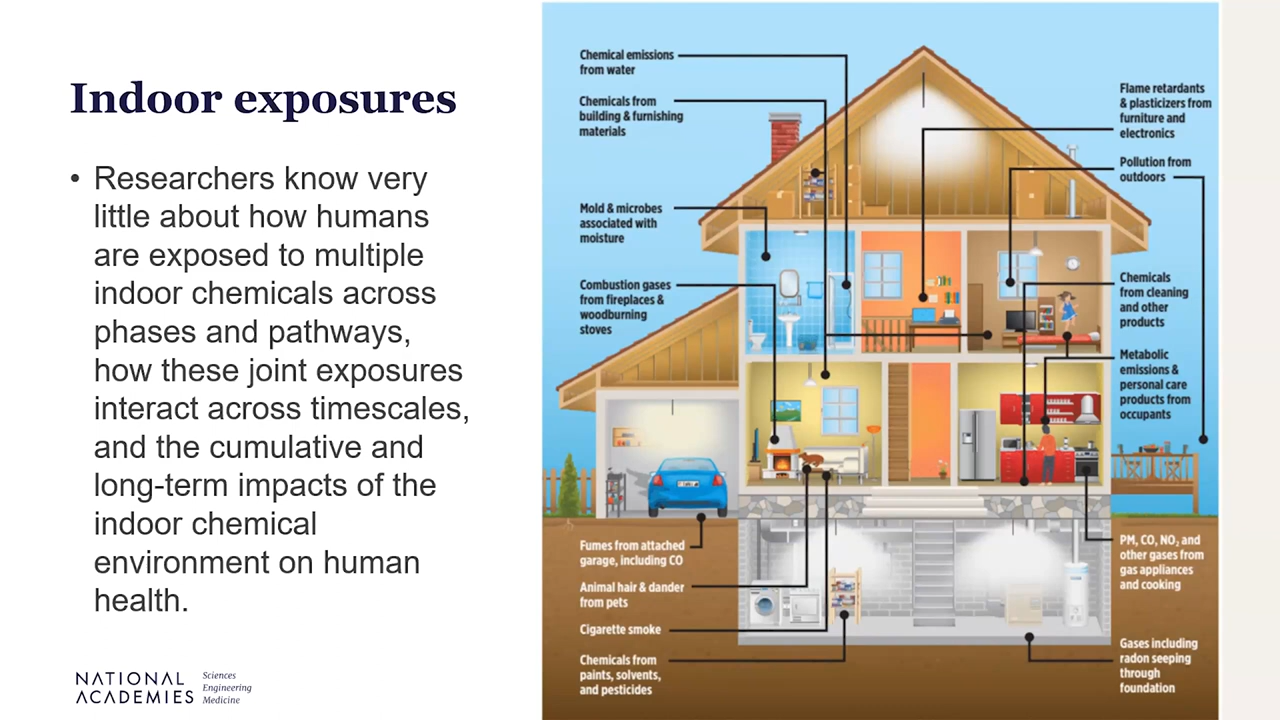 Indoor exposures
• Researchers know very
little about how humans
are exposed to multiple
indoor chemicals across
phases and pathways,
how these joint exposures
interact across timescales,
and the cumulative and
long-term impacts of the
indoor chemical
environment on human
health.
NATIONAL
ACADEMIES
Sciences
Engineering
Medicine
Chemical emissions
from water
Chemicals from
building & furnishing
materials
Mold & microbes
associated with
moisture
Combustion gases
from fireplaces &
woodburning
stoves
Fumes from attached
garage, including CO
Animal hair & dander
from pets
Cigarette smoke
Chemicals from
paints, solvents,
and pesticides
Flame retardants
& plasticizers from
furniture and
electronics
Pollution from
outdoors
Chemicals
from cleaning
and other
products
Metabolic
emissions &
personal care
products from
occupants
PM, CO, NO₂ and
other gases from
gas appliances
and cooking
Gases including
radon seeping
through
foundation